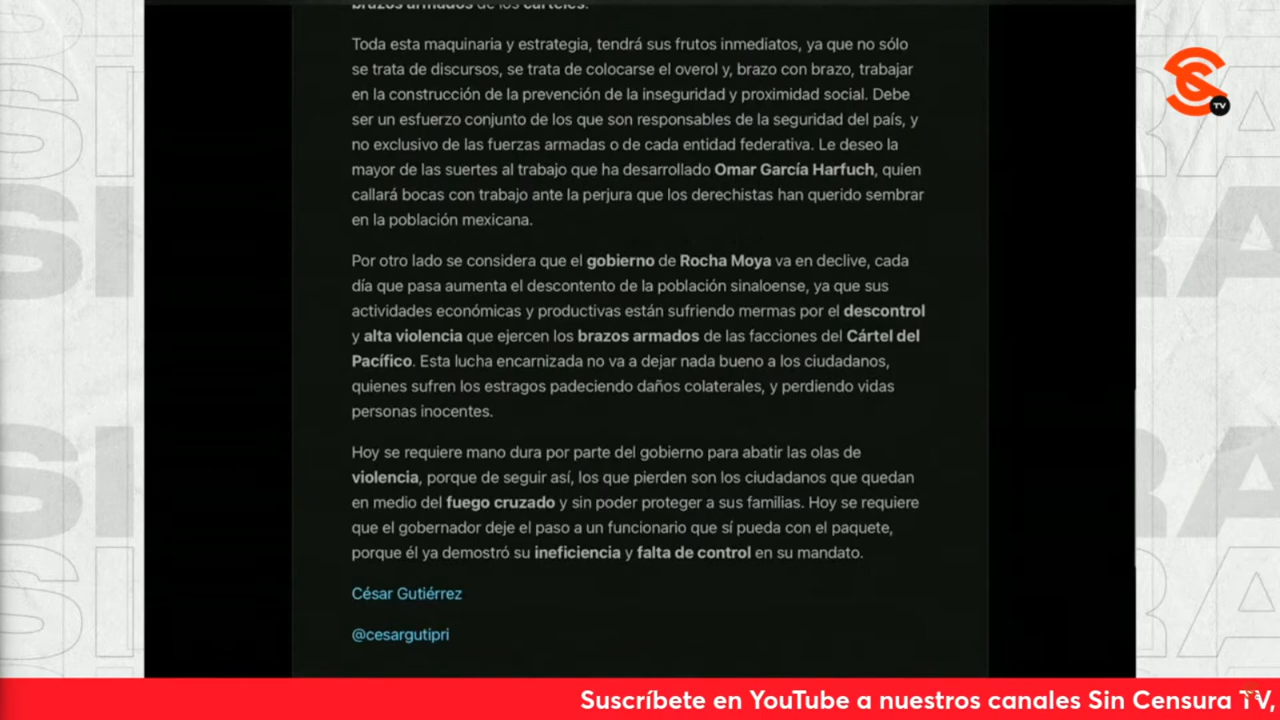 brazos armados de los cárteles.
Toda esta maquinaria y estrategia, tendrá sus frutos inmediatos, ya que no sólo
se trata de discursos, se trata de colocarse el overol y, brazo con brazo, trabajar
en la construcción de la prevención de la inseguridad y proximidad social. Debe
ser un esfuerzo conjunto de los que son responsables de la seguridad del país, y
no exclusivo de las fuerzas armadas o de cada entidad federativa. Le deseo la
mayor de las suertes al trabajo que ha desarrollado Omar García Harfuch, quien
callará bocas con trabajo ante la perjura que los derechistas han querido sembrar
en la población mexicana.
Por otro lado se considera que el gobierno de Rocha Moya va en declive, cada
día que pasa aumenta el descontento de la población sinaloense, ya que sus
actividades económicas y productivas están sufriendo mermas por el descontrol
y alta violencia que ejercen los brazos armados de las facciones del Cártel del
Pacífico. Esta lucha encarnizada no va a dejar nada bueno a los ciudadanos,
quienes sufren los estragos padeciendo daños colaterales, y perdiendo vidas
personas inocentes.
Hoy se requiere mano dura por parte del gobierno para abatir las olas de
violencia, porque de seguir así, los que pierden son los ciudadanos que quedan
en medio del fuego cruzado y sin poder proteger a sus familias. Hoy se requiere
que el gobernador deje el paso a un funcionario que sí pueda con el paquete,
porque él ya demostró su ineficiencia y falta de control en su mandato.
César Gutiérrez
@cesargutipri
TV
Suscríbete en YouTube a nuestros canales Sin Censura TV,